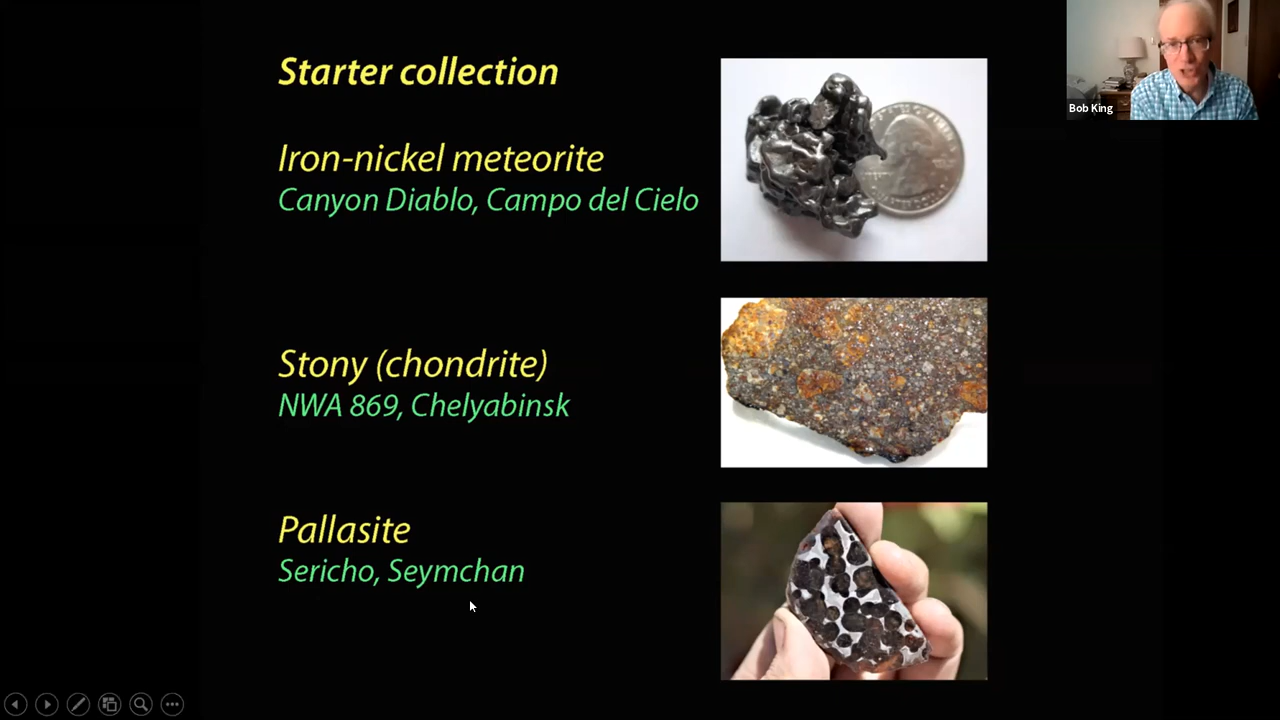 Starter collection
Iron-nickel meteorite
Canyon Diablo, Campo del Cielo
Stony (chondrite)
NWA 869, Chelyabinsk
Pallasite
Sericho, Seymchan
Bob King